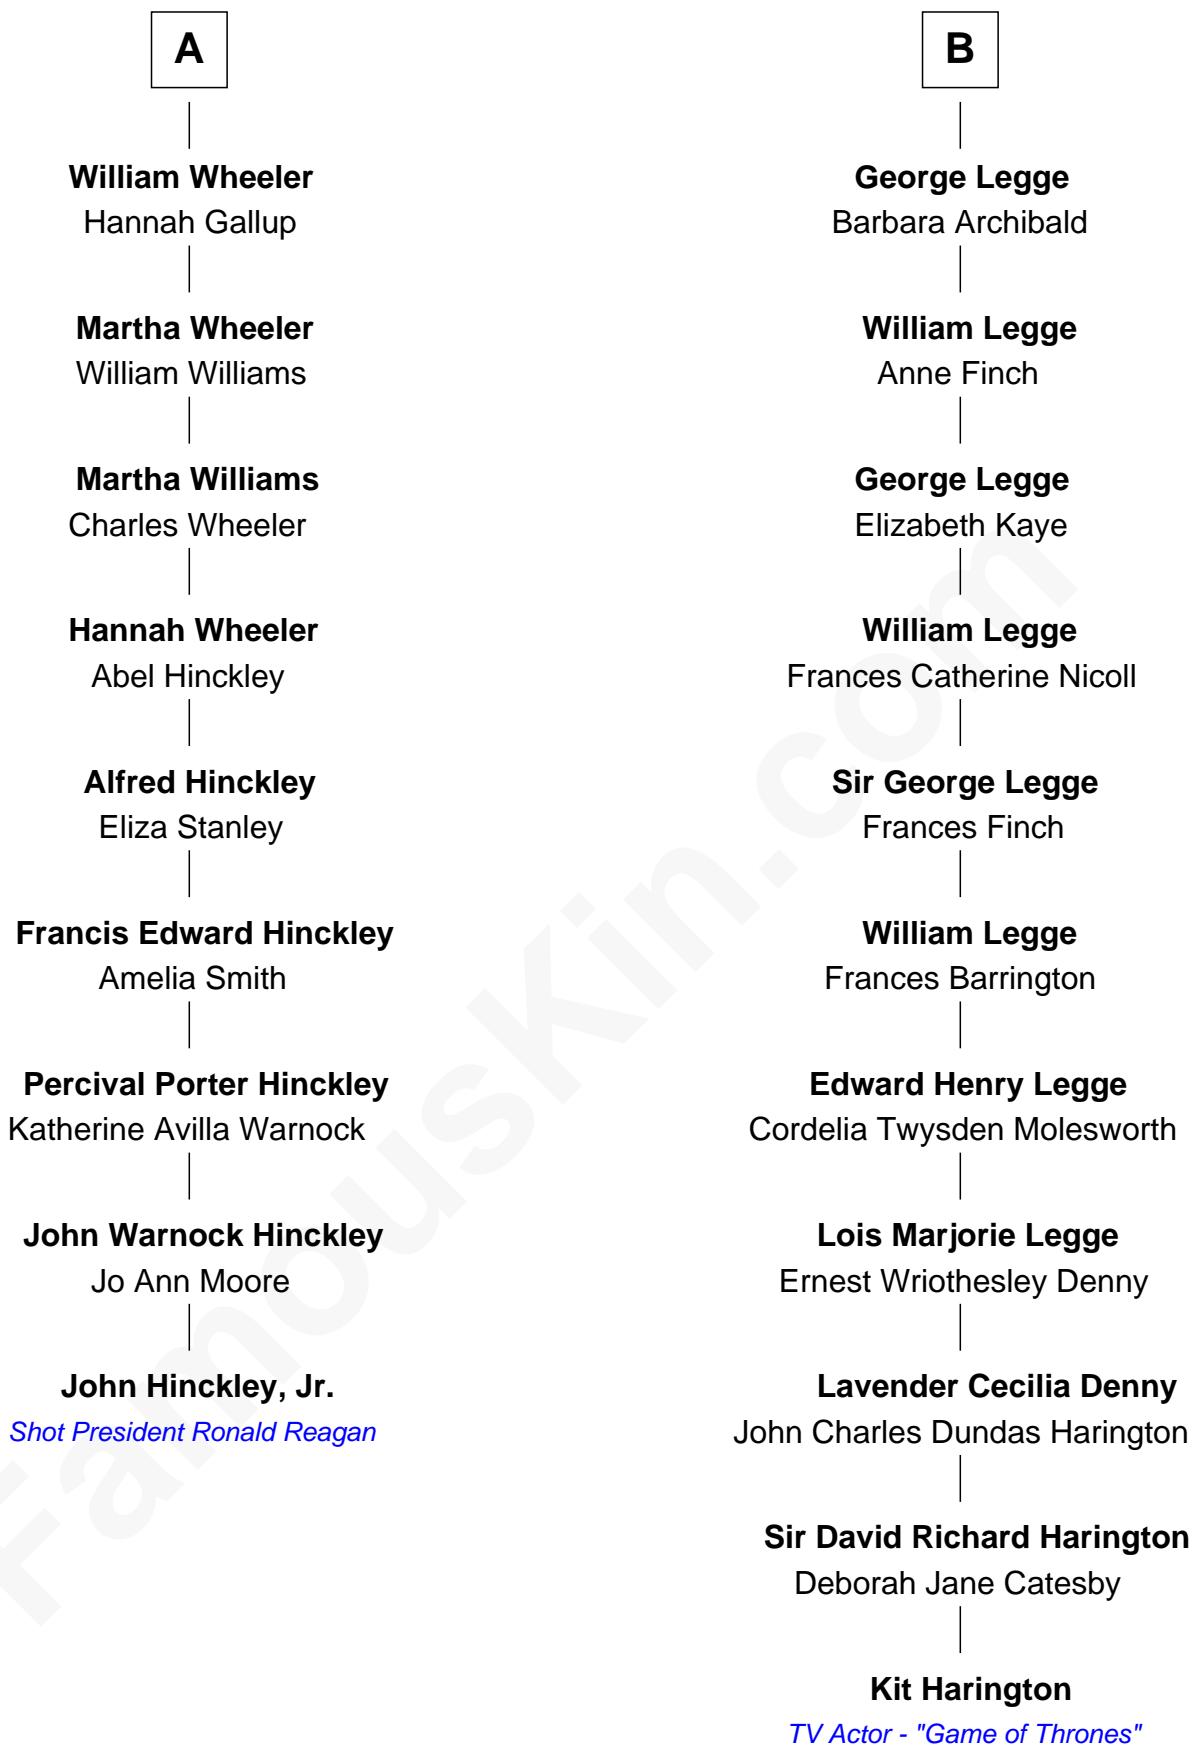 A
William Wheeler
Hannah Gallup
Martha Wheeler
William Williams
Martha Williams
Charles Wheeler
Hannah Wheeler
Abel Hinckley
Alfred Hinckley
Eliza Stanley
Francis Edward Hinckley
Amelia Smith
Percival Porter Hinckley
Katherine Avilla Warnock
John Warnock Hinckley
Jo Ann Moore
John Hinckley, Jr.
Shot President Ronald Reagan
B
George Legge
Barbara Archibald
William Legge
Anne Finch
George Legge
Elizabeth Kaye
William Legge
Frances Catherine Nicoll
Sir George Legge
Frances Finch
William Legge
Frances Barrington
Edward Henry Legge
Cordelia Twysden Molesworth
Lois Marjorie Legge
Ernest Wriothesley Denny
Lavender Cecilia Denny
John Charles Dundas Harington
Sir David Richard Harington
Deborah Jane Catesby
Kit Harington
TV Actor - "Game of Thrones"
FamousKin.com